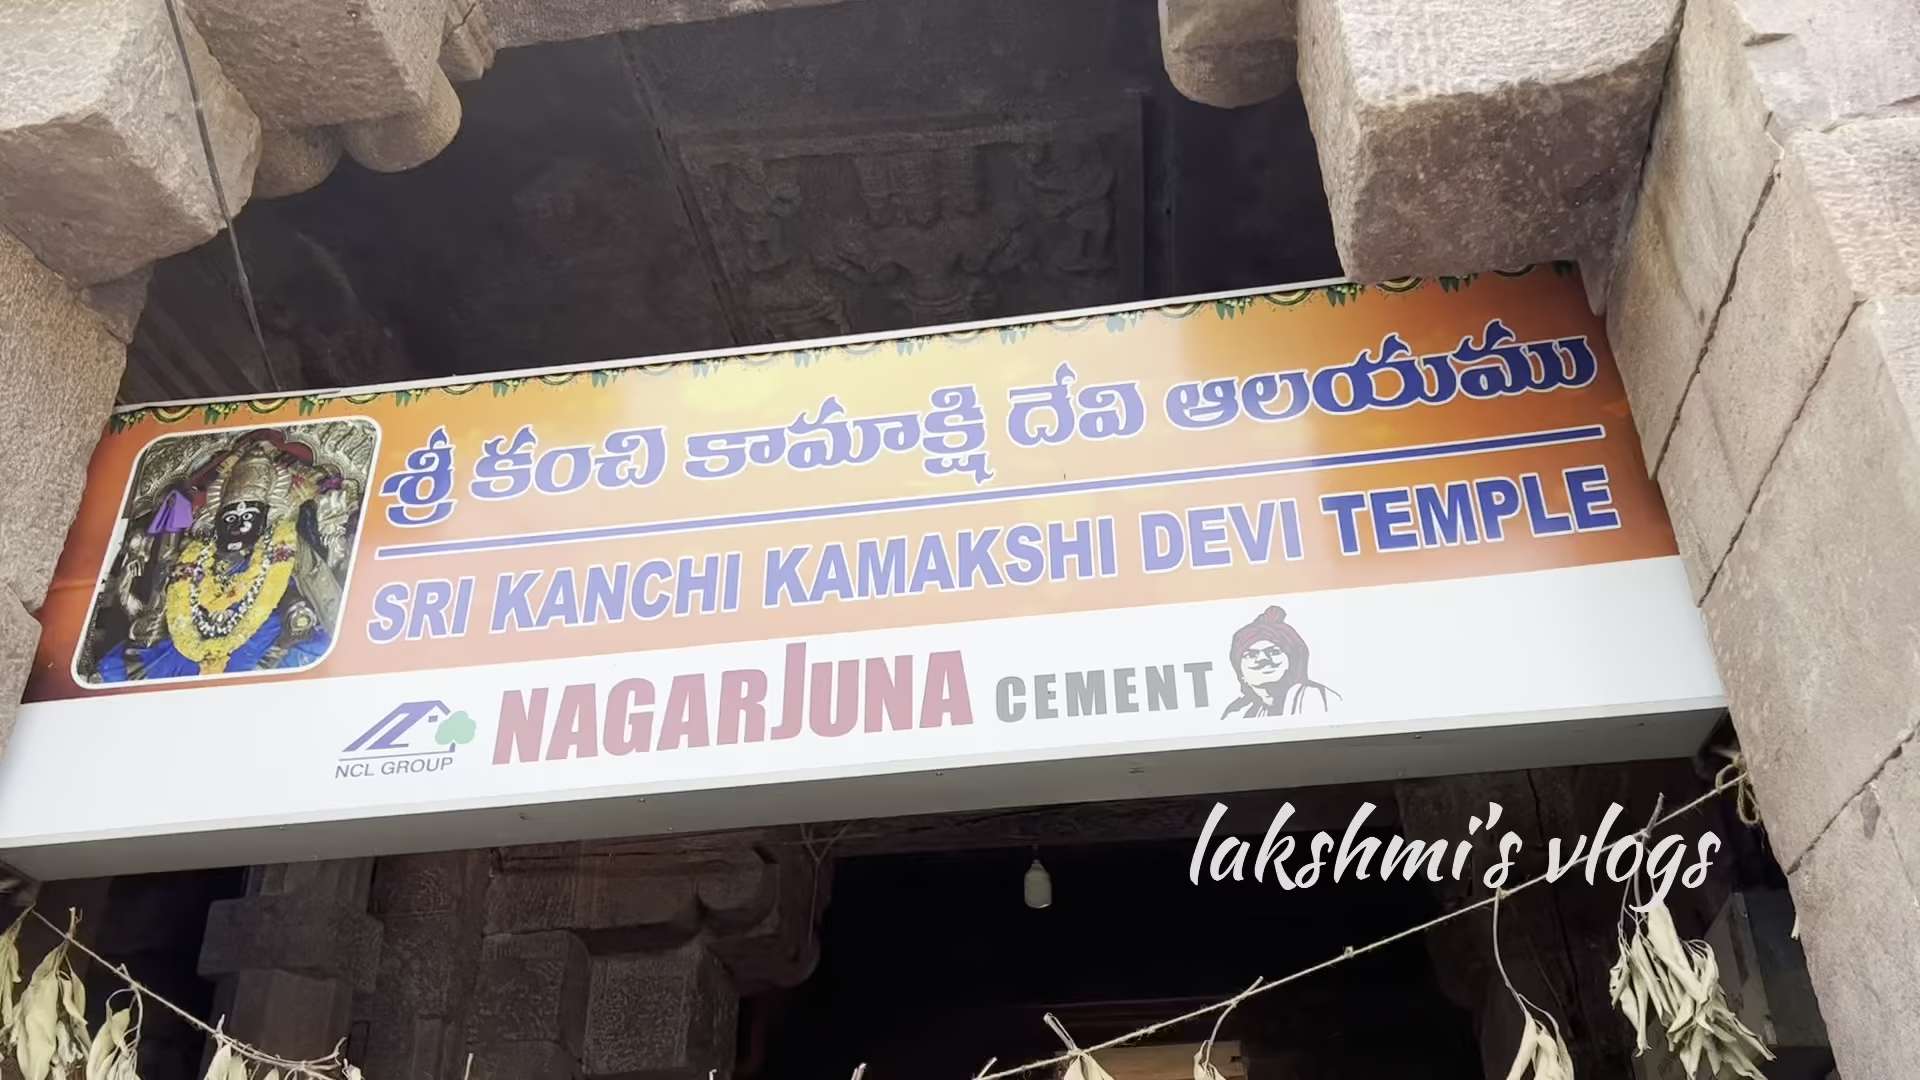 శ్రీ కంచి కామాక్షి దేవి ఆలయము
SRI KANCHI KAMAKSHI DEVI TEMPLE
NAGARJUNA CEMENT
NCL GROUP
lakshmi's vlogs